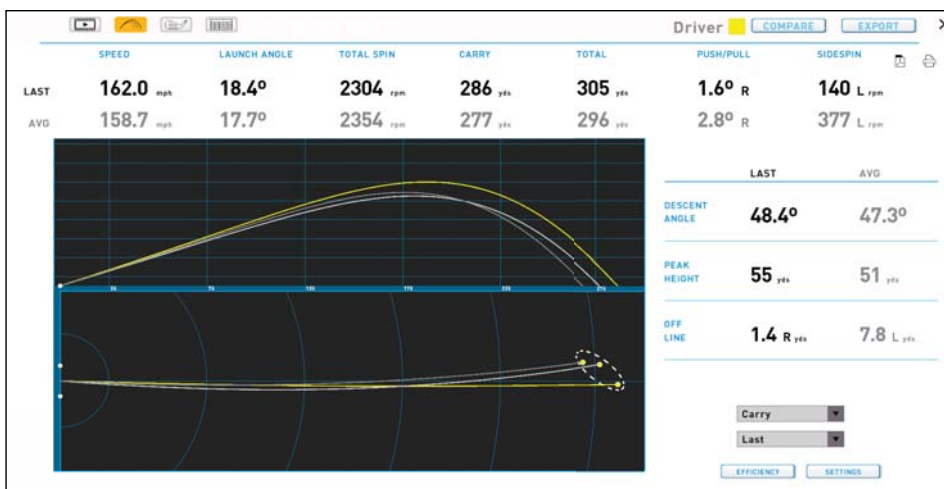 Driver COMPARE EXPORT
SPEED LAUNCH ANGLE TOTAL SPIN CARRY TOTAL PUSH/PULL SIDESPIN
LAST 162.0 mph 18.4º 2304 rpm 286 yds 305 yds 1.6º R 140 L rpm
AVG 158.7 mph 17.7º 2354 rpm 277 yds 296 yds 2.8º R 377 L rpm
LAST AVG
DESCENT
ANGLE 48.4º 47.3º
PEAK
HEIGHT 55 yds 51 yds
OFF
LINE 1.4 R yds 7.8 L yds
75 175 275
Carry
Last
EFFICIENCY SETTINGS